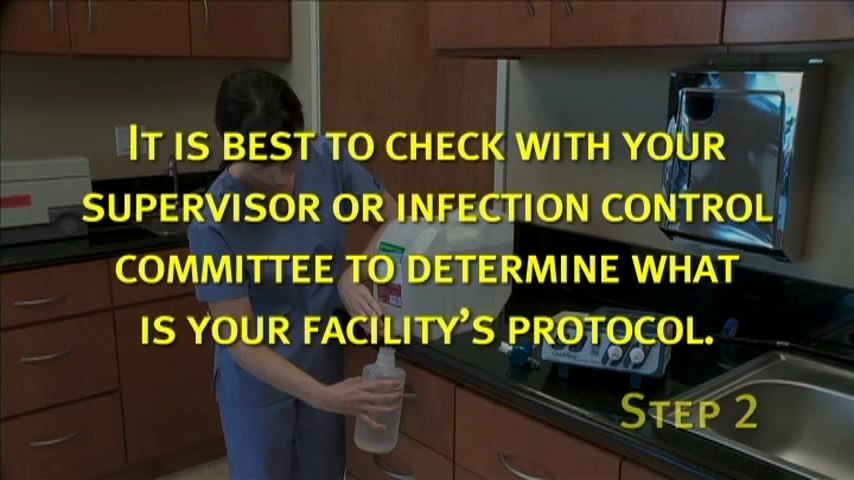 It is best to check with your
supervisor or infection control
committee to determine what
is your facility's protocol.
Step 2